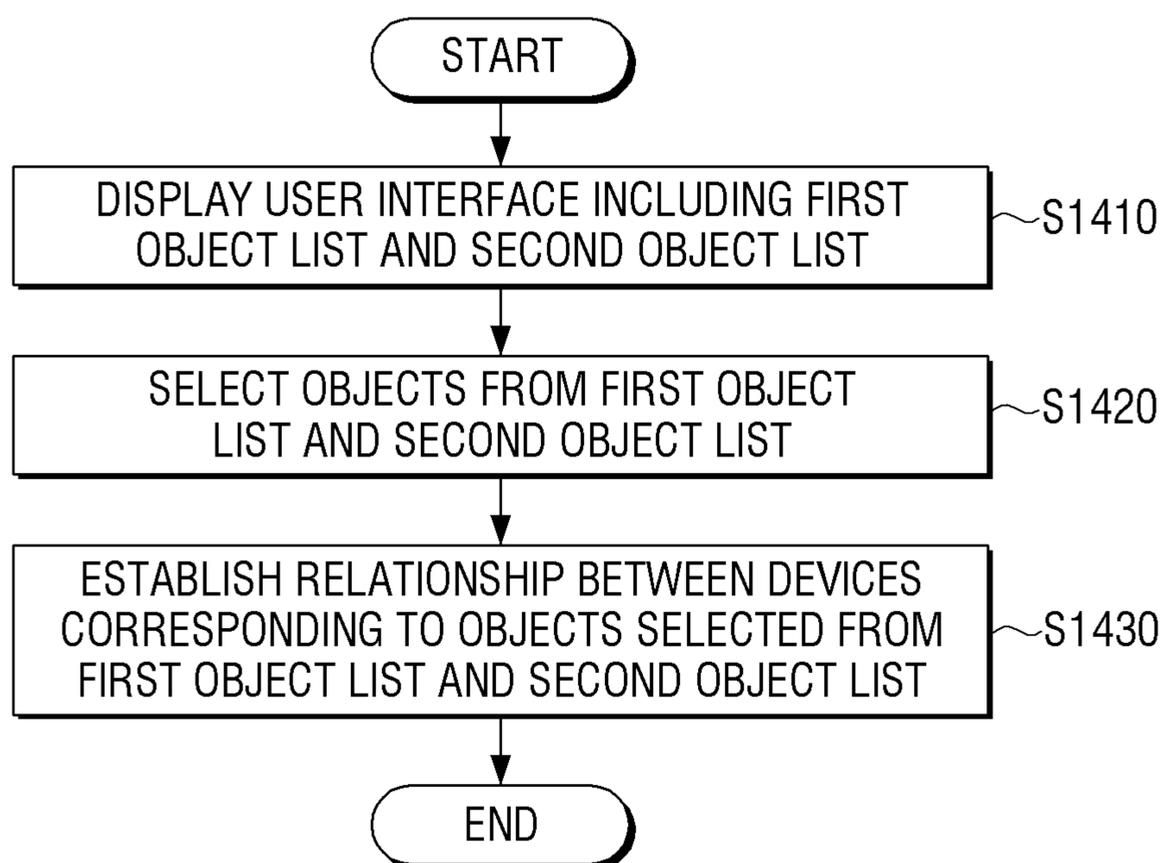 START
DISPLAY USER INTERFACE INCLUDING FIRST
OBJECT LIST AND SECOND OBJECT LIST
S1410
SELECT OBJECTS FROM FIRST OBJECT
LIST AND SECOND OBJECT LIST
S1420
ESTABLISH RELATIONSHIP BETWEEN DEVICES
CORRESPONDING TO OBJECTS SELECTED FROM
FIRST OBJECT LIST AND SECOND OBJECT LIST
S1430
END